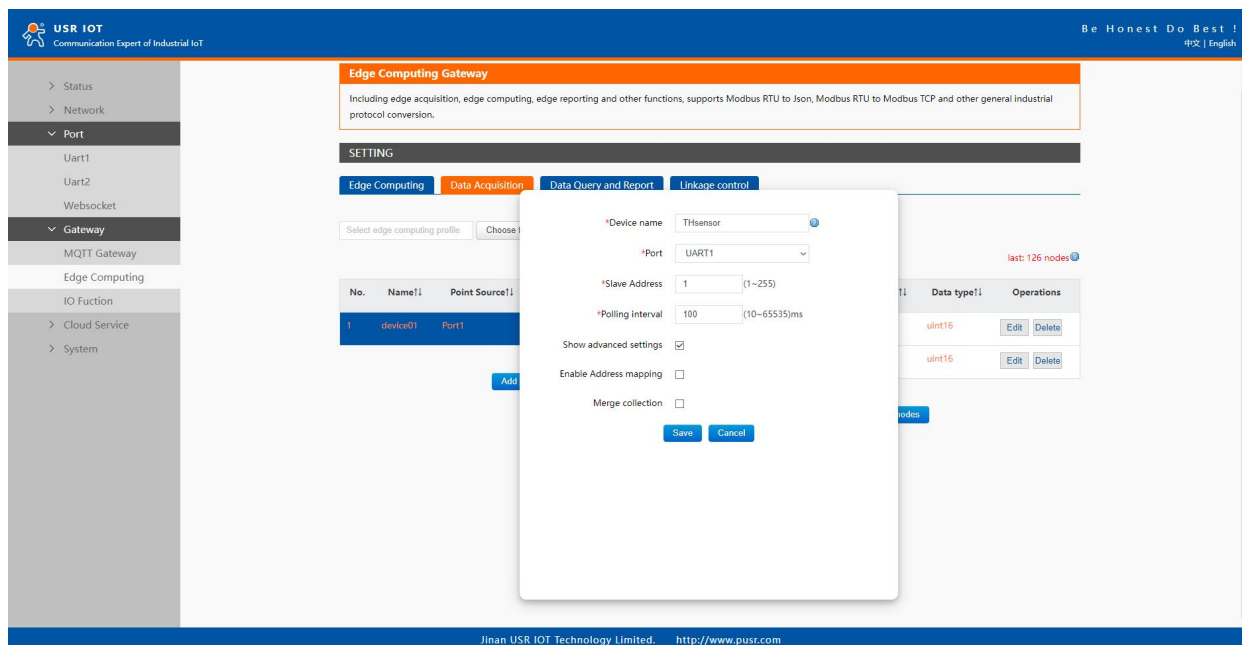 USR IOT
Communication Expert of Industrial IoT
Be Honest Do Best !
中文 | English
Status
Network
Port
Uart1
Uart2
Websocket
Gateway
MQTT Gateway
Edge Computing
IO Fuction
Cloud Service
System
Edge Computing Gateway
Including edge acquisition, edge computing, edge reporting and other functions, supports Modbus RTU to Json, Modbus RTU to Modbus TCP and other general industrial
protocol conversion.
SETTING
Edge Computing Data Acquisition Data Query and Report Linkage control
Select edge computing profile Choose
last: 126 nodes
No. Name↑↓ Point Source↑↓ ↑↓ Data type↑↓ Operations
1 device01 Port1 uint16 Edit Delete
uint16 Edit Delete
Add
nodes
*Device name THsensor
*Port UART1
*Slave Address 1 (1~255)
*Polling interval 100 (10~65535)ms
Show advanced settings
Enable Address mapping
Merge collection
Save Cancel
Jinan USR IOT Technology Limited. http://www.pusr.com